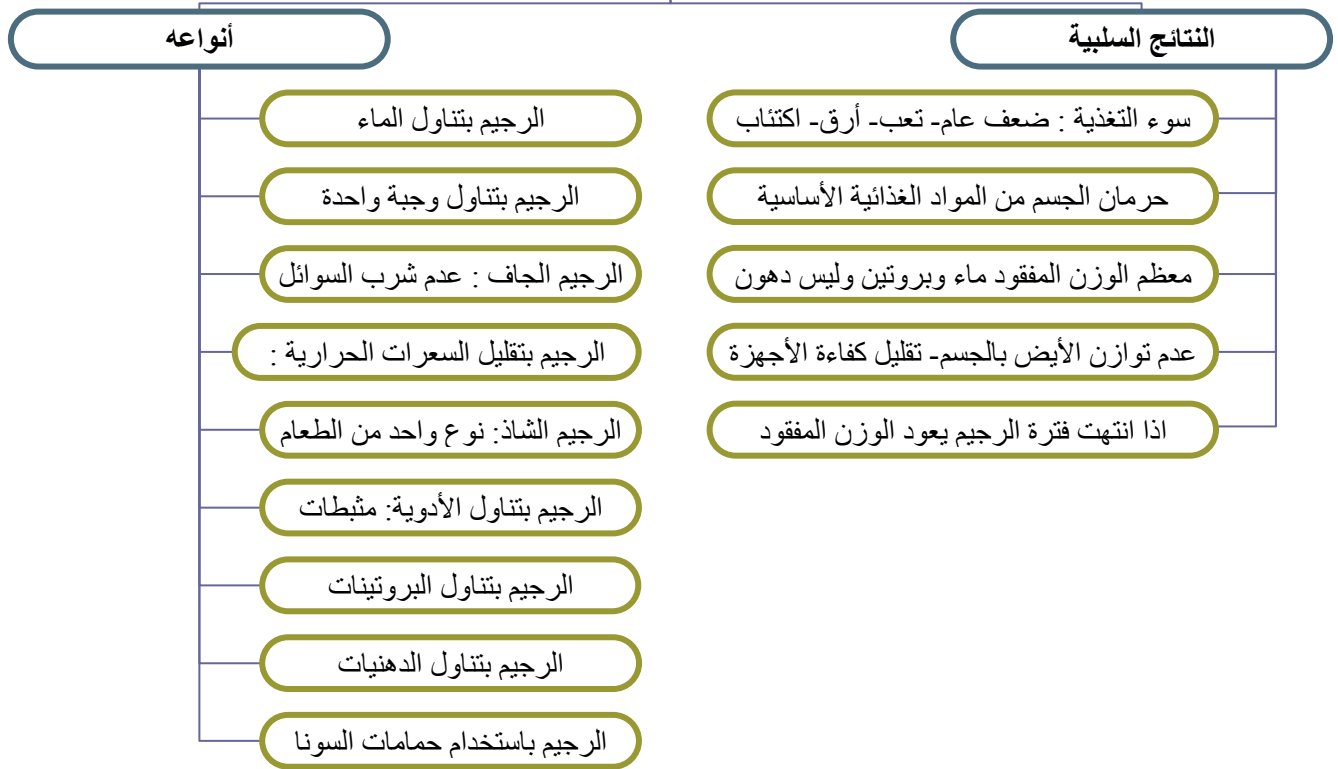 النتائج السلبية
سوء التغذية : ضعف عام- تعب- أرق- اكتئاب
حرمان الجسم من المواد الغذائية الأساسية
معظم الوزن المفقود ماء وبروتين وليس دهون
عدم توازن الأيض بالجسم- تقليل كفاءة الأجهزة
اذا انتهت فترة الرجيم يعود الوزن المفقود
أنواعه
الرجيم بتناول الماء
الرجيم بتناول وجبة واحدة
الرجيم الجاف : عدم شرب السوائل
الرجيم بتقليل السعرات الحرارية :
الرجيم الشاذ: نوع واحد من الطعام
الرجيم بتناول الأدوية: مثبطات
الرجيم بتناول البروتينات
الرجيم بتناول الدهنيات
الرجيم باستخدام حمامات السونا